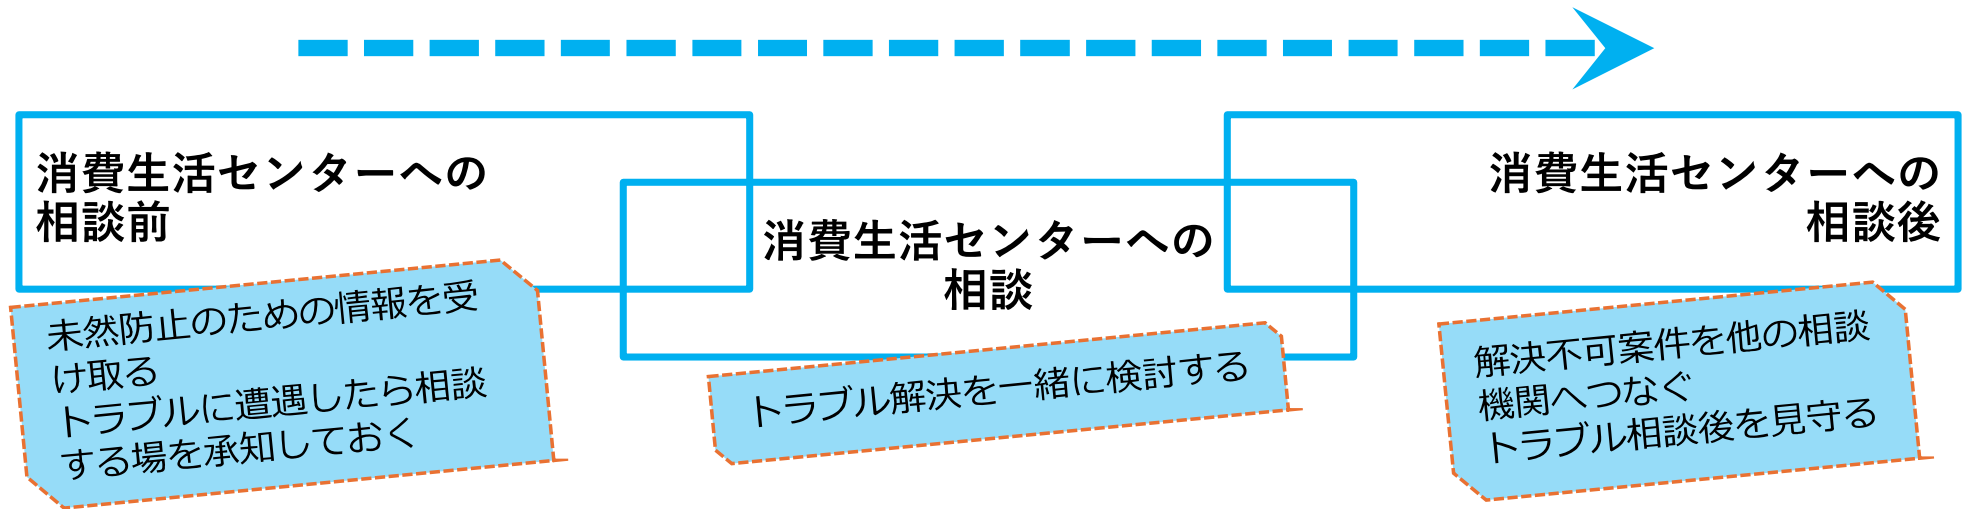 消費生活センターへの
相談前
未然防止のための情報を受
け取る
トラブルに遭遇したら相談
する場を承知しておく
消費生活センターへの
相談
トラブル解決を一緒に検討する
消費生活センターへの
相談後
解決不可案件を他の相談
機関へつなぐ
トラブル相談後を見守る